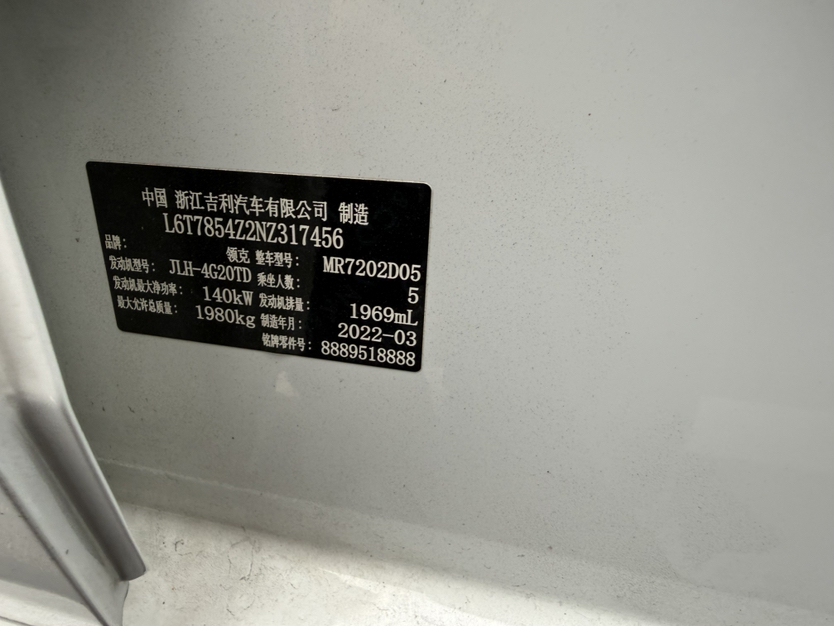 中国 浙江吉利汽车有限公司 制造
L6T7854Z2NZ317456
品牌: 领克 整车型号: MR7202D05
发动机型号: JLH-4G20TD 乘坐人数: 5
发动机最大净功率: 140kW 发动机排量: 1969mL
最大允许总质量: 1980kg 制造年月: 2022-03
铭牌零件号: 8889518888